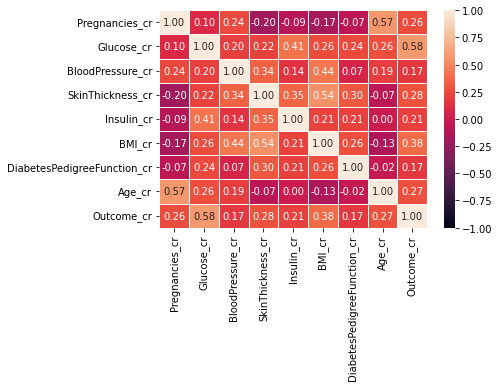 Pregnancies_cr 1.00 0.10 0.24 -0.20 -0.09 -0.17 -0.07 0.57 0.26
Glucose_cr 0.10 1.00 0.20 0.22 0.41 0.26 0.24 0.26 0.58
BloodPressure_cr 0.24 0.20 1.00 0.34 0.14 0.44 0.07 0.19 0.17
SkinThickness_cr -0.20 0.22 0.34 1.00 0.35 0.54 0.30 -0.07 0.28
Insulin_cr -0.09 0.41 0.14 0.35 1.00 0.21 0.21 0.00 0.21
BMI_cr -0.17 0.26 0.44 0.54 0.21 1.00 0.26 -0.13 0.38
DiabetesPedigreeFunction_cr -0.07 0.24 0.07 0.30 0.21 0.26 1.00 -0.02 0.17
Age_cr 0.57 0.26 0.19 -0.07 0.00 -0.13 -0.02 1.00 0.27
Outcome_cr 0.26 0.58 0.17 0.28 0.21 0.38 0.17 0.27 1.00
Pregnancies_cr
Glucose_cr
BloodPressure_cr
SkinThickness_cr
Insulin_cr
BMI_cr
DiabetesPedigreeFunction_cr
Age_cr
Outcome_cr
1.00
0.75
0.50
0.25
0.00
−0.25
−0.50
−0.75
−1.00